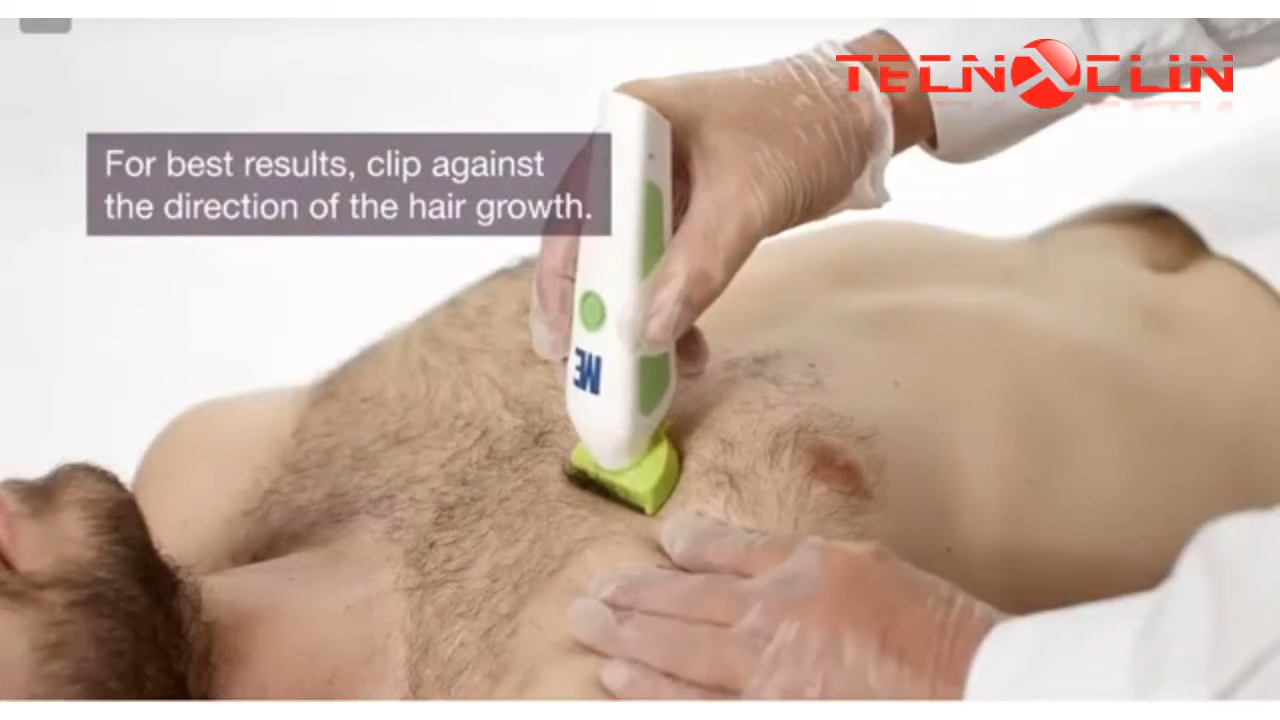 TECNOCLIN
For best results, clip against
the direction of the hair growth.
3M